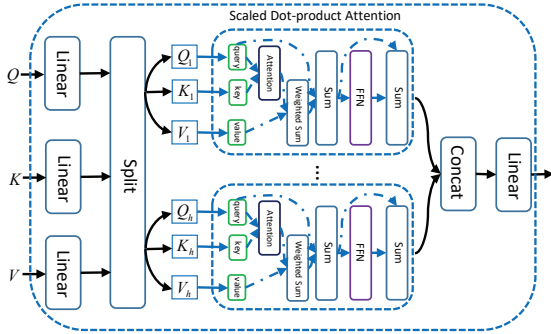 Scaled Dot-product Attention
Q
K
V
Linear
Linear
Linear
Split
Q1
K1
V1
query
key
value
Attention
Weighted Sum
Sum
FFN
Sum
...
Qh
Kh
Vh
query
key
value
Attention
Weighted Sum
Sum
FFN
Sum
Concat
Linear